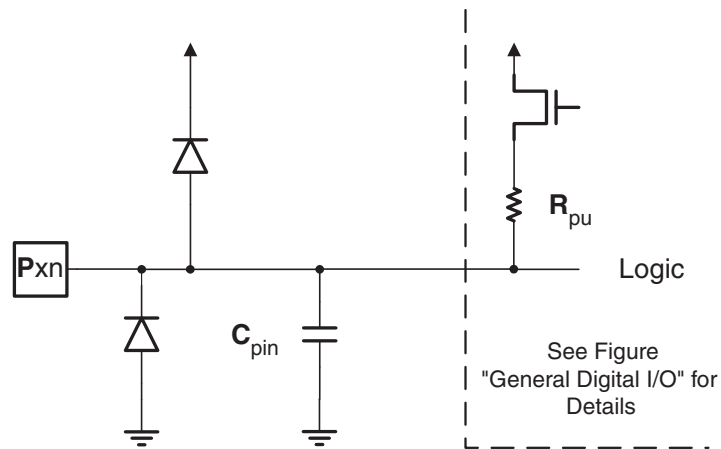 Rpu
Pxn
Logic
Cpin
See Figure
"General Digital I/O" for
Details